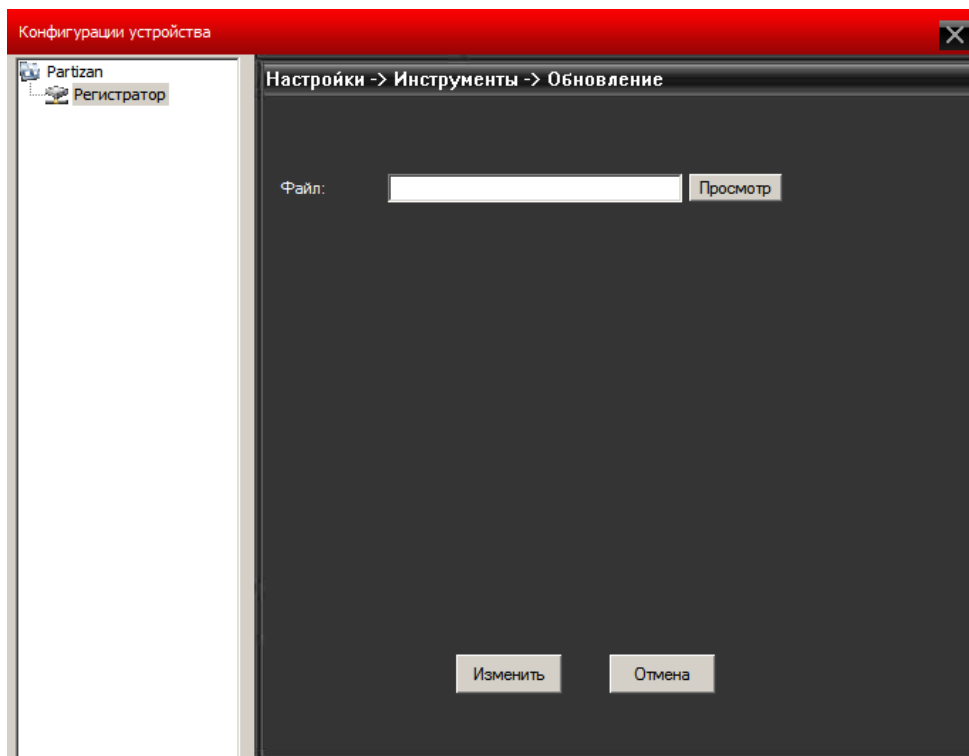 Конфигурации устройства
Partizan
Регистратор
Настройки -> Инструменты -> Обновление
Файл:
Просмотр
Изменить
Отмена